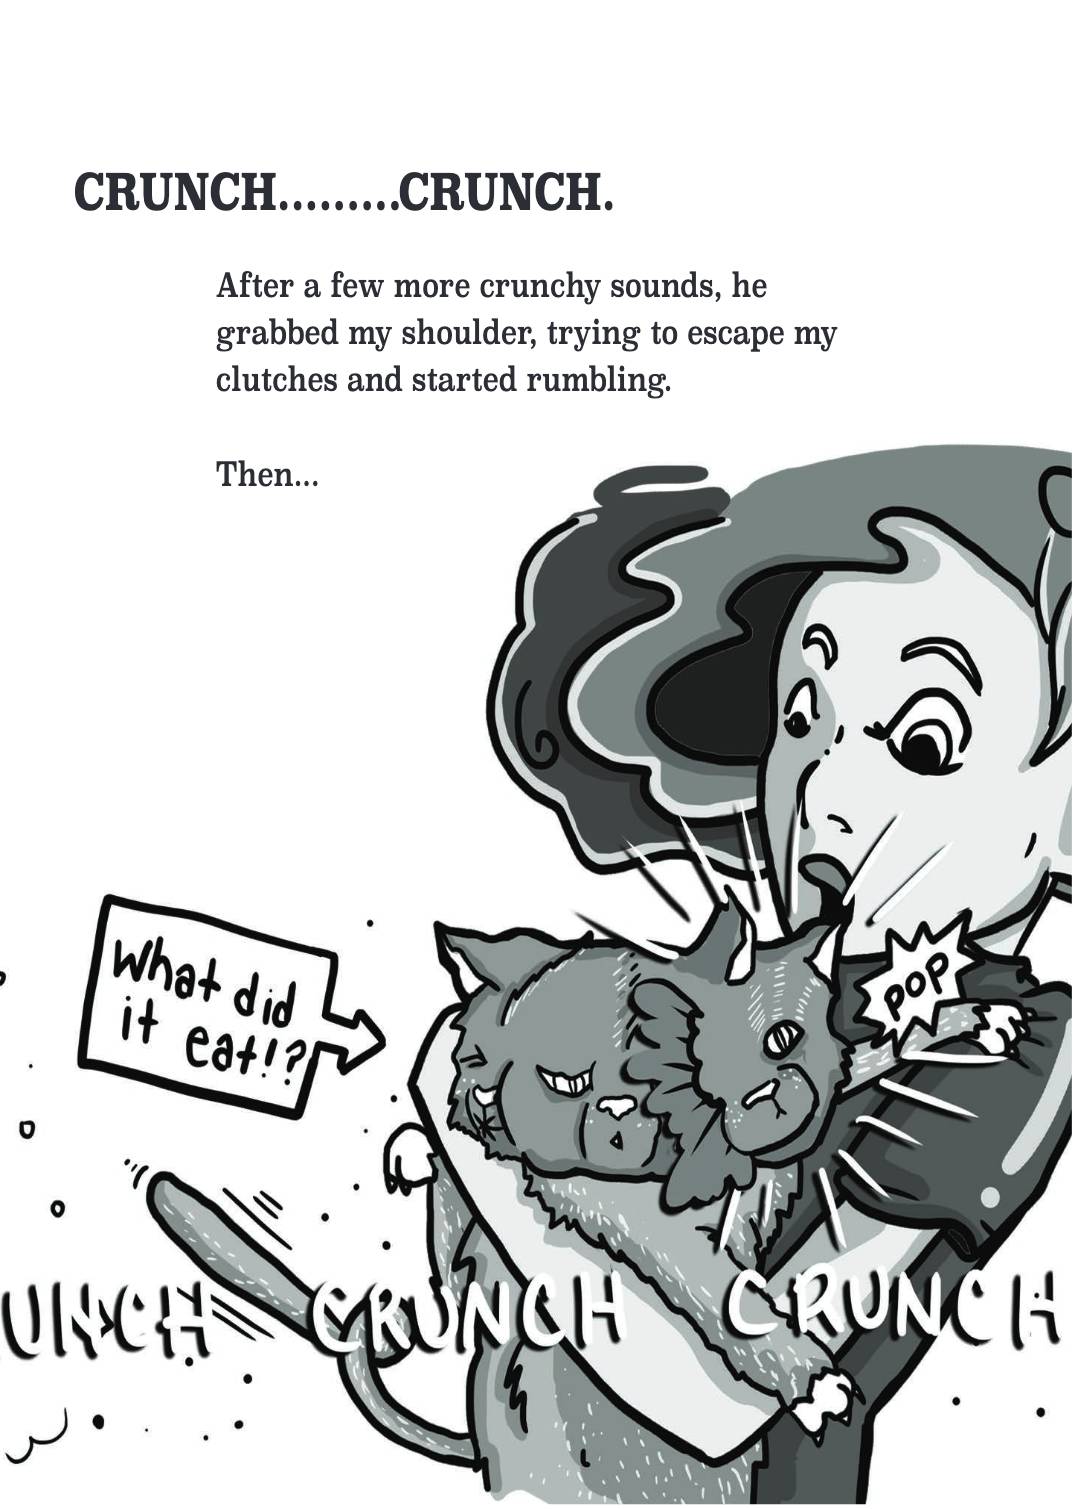 CRUNCH.........CRUNCH.
After a few more crunchy sounds, he
grabbed my shoulder, trying to escape my
clutches and started rumbling.
Then...
What did
it eat!?
POP
UNCH CRUNCH CRUNCH